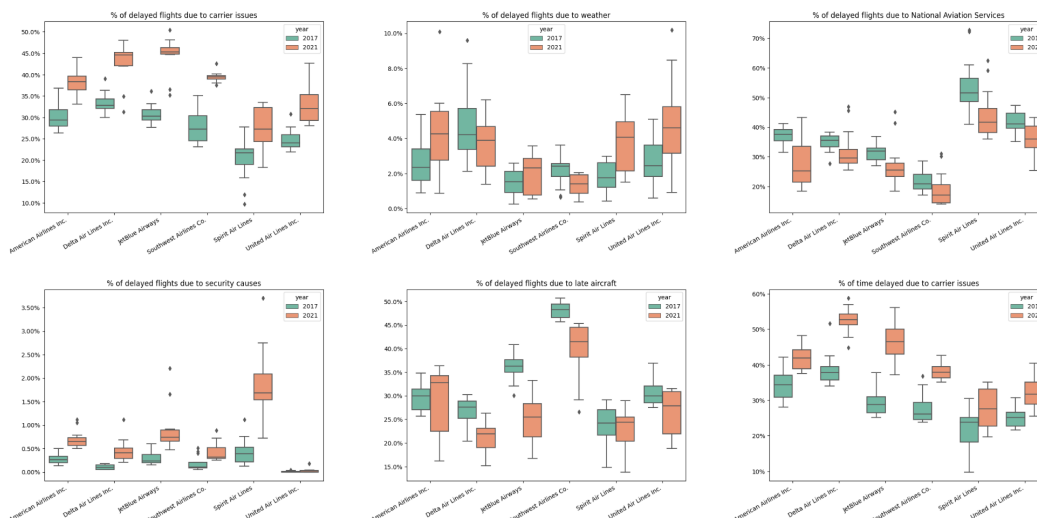 % of delayed flights due to carrier issues
50.0%
45.0%
40.0%
35.0%
30.0%
25.0%
20.0%
15.0%
10.0%
year
2017
2021
American Airlines Inc.
Delta Air Lines Inc.
JetBlue Airways
Southwest Airlines Co.
Spirit Air Lines
United Air Lines Inc.
% of delayed flights due to weather
10.0%
8.0%
6.0%
4.0%
2.0%
0.0%
year
2017
2021
American Airlines Inc.
Delta Air Lines Inc.
JetBlue Airways
Southwest Airlines Co.
Spirit Air Lines
United Air Lines Inc.
% of delayed flights due to National Aviation Services
70%
60%
50%
40%
30%
20%
year
American Airlines Inc.
Delta Air Lines Inc.
JetBlue Airways
Southwest Airlines Co.
Spirit Air Lines
United Air Lines Inc.
% of delayed flights due to security causes
3.50%
3.00%
2.50%
2.00%
1.50%
1.00%
0.50%
0.00%
year
2017
2021
American Airlines Inc.
Delta Air Lines Inc.
JetBlue Airways
Southwest Airlines Co.
Spirit Air Lines
United Air Lines Inc.
% of delayed flights due to late aircraft
50.0%
45.0%
40.0%
35.0%
30.0%
25.0%
20.0%
15.0%
year
2017
2021
American Airlines Inc.
Delta Air Lines Inc.
JetBlue Airways
Southwest Airlines Co.
Spirit Air Lines
United Air Lines Inc.
% of time delayed due to carrier issues
60%
50%
40%
30%
20%
10%
year
American Airlines Inc.
Delta Air Lines Inc.
JetBlue Airways
Southwest Airlines Co.
Spirit Air Lines
United Air Lines Inc.